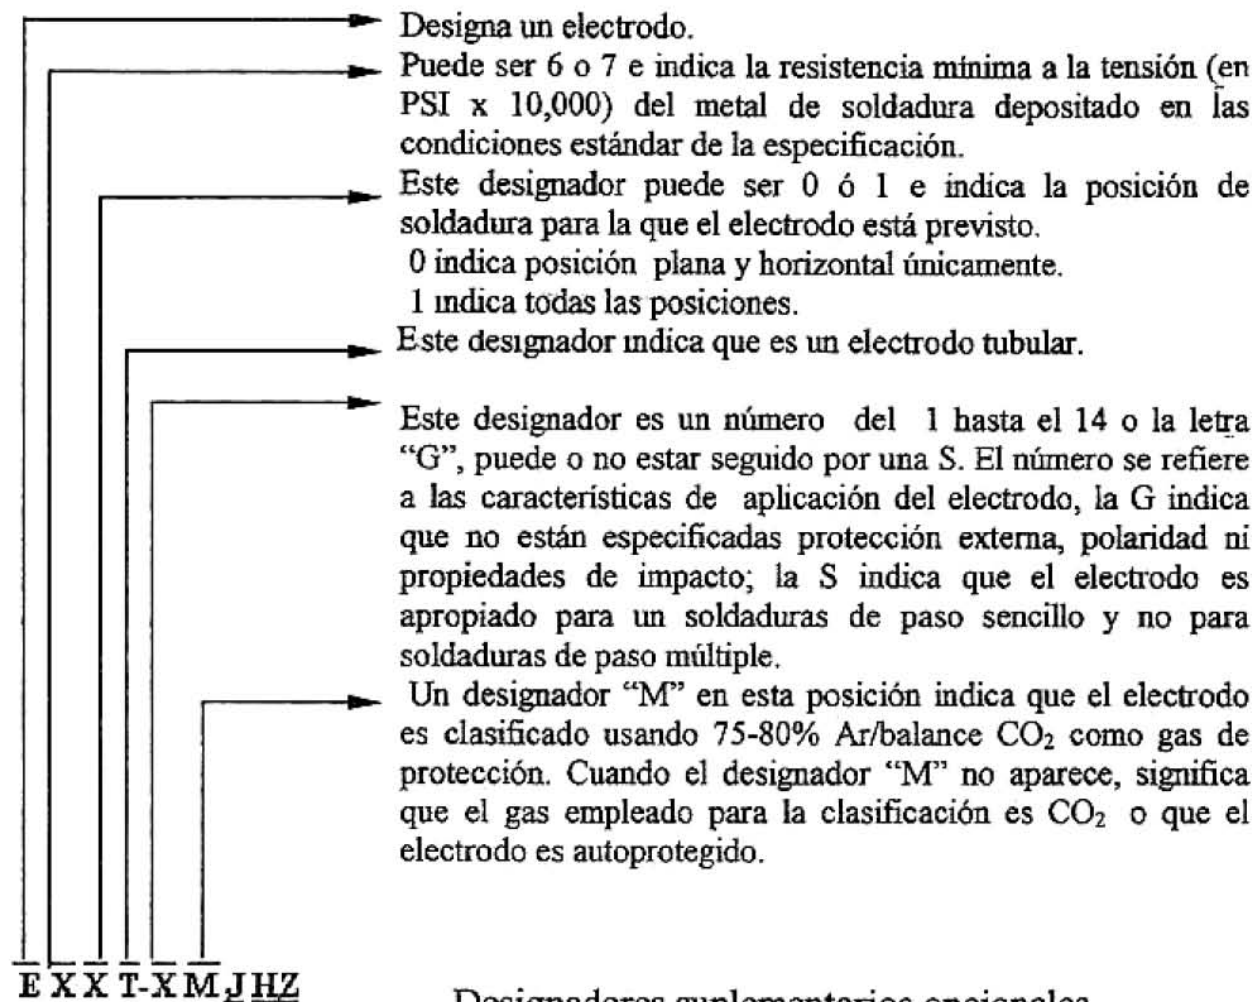 Designa un electrodo.
Puede ser 6 o 7 e indica la resistencia mínima a la tensión (en
PSI x 10,000) del metal de soldadura depositado en las
condiciones estándar de la especificación.
Este designador puede ser 0 ó 1 e indica la posición de
soldadura para la que el electrodo está previsto.
0 indica posición plana y horizontal únicamente.
1 indica todas las posiciones.
Este designador indica que es un electrodo tubular.
Este designador es un número del 1 hasta el 14 o la letra
“G”, puede o no estar seguido por una S. El número se refiere
a las características de aplicación del electrodo, la G indica
que no están especificadas protección externa, polaridad ni
propiedades de impacto; la S indica que el electrodo es
apropiado para un soldaduras de paso sencillo y no para
soldaduras de paso múltiple.
Un designador “M” en esta posición indica que el electrodo
es clasificado usando 75-80% Ar/balance CO₂ como gas de
protección. Cuando el designador “M” no aparece, significa
que el gas empleado para la clasificación es CO₂ o que el
electrodo es autoprotegido.
E X X T-X M J HZ
Designadores suplementarios opcionales